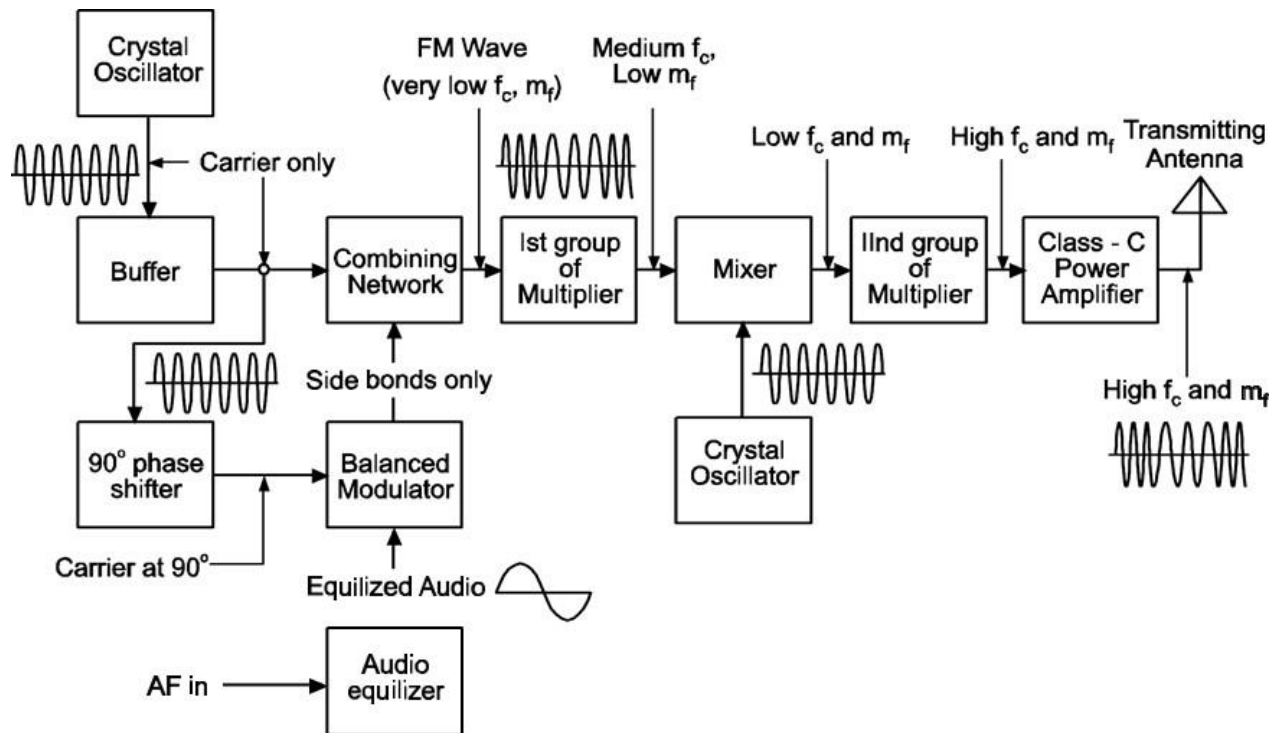 Crystal
Oscillator
FM Wave
(very low fc, mf)
Medium fc,
Low mf
Carrier only
Low fc and mf
High fc and mf
Transmitting
Antenna
Buffer
Combining
Network
Ist group
of
Multiplier
Mixer
IInd group
of
Multiplier
Class - C
Power
Amplifier
Side bonds only
High fc and mf
90° phase
shifter
Balanced
Modulator
Crystal
Oscillator
Carrier at 90°
Equilized Audio
AF in
Audio
equilizer